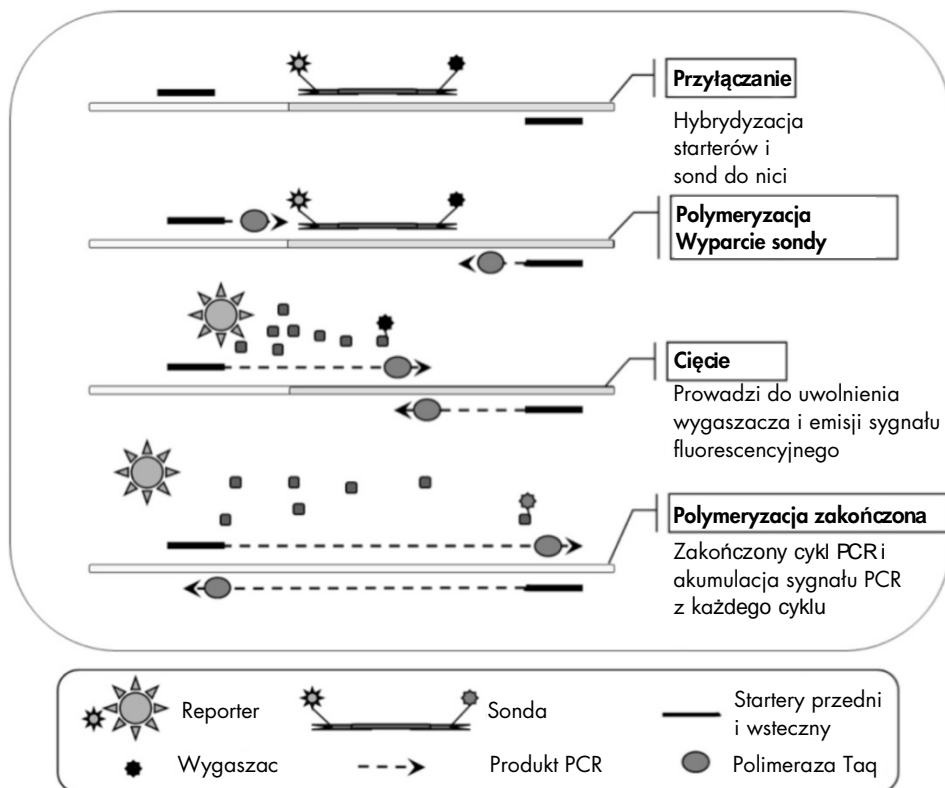 Przyłączanie
Hybrydyzacja
starterów i
sond do nici
Polymeryzacja
Wyparcie sondy
Cięcie
Prowadzi do uwolnienia
wygaszacza i emisji sygnału
fluorescencyjnego
Polymeryzacja zakończona
Zakończony cykl PCR i
akumulacja sygnału PCR
z każdego cyklu
Reporter
Sonda
Startery przedni
i wsteczny
Wygaszac
Produkt PCR
Polimeraza Taq